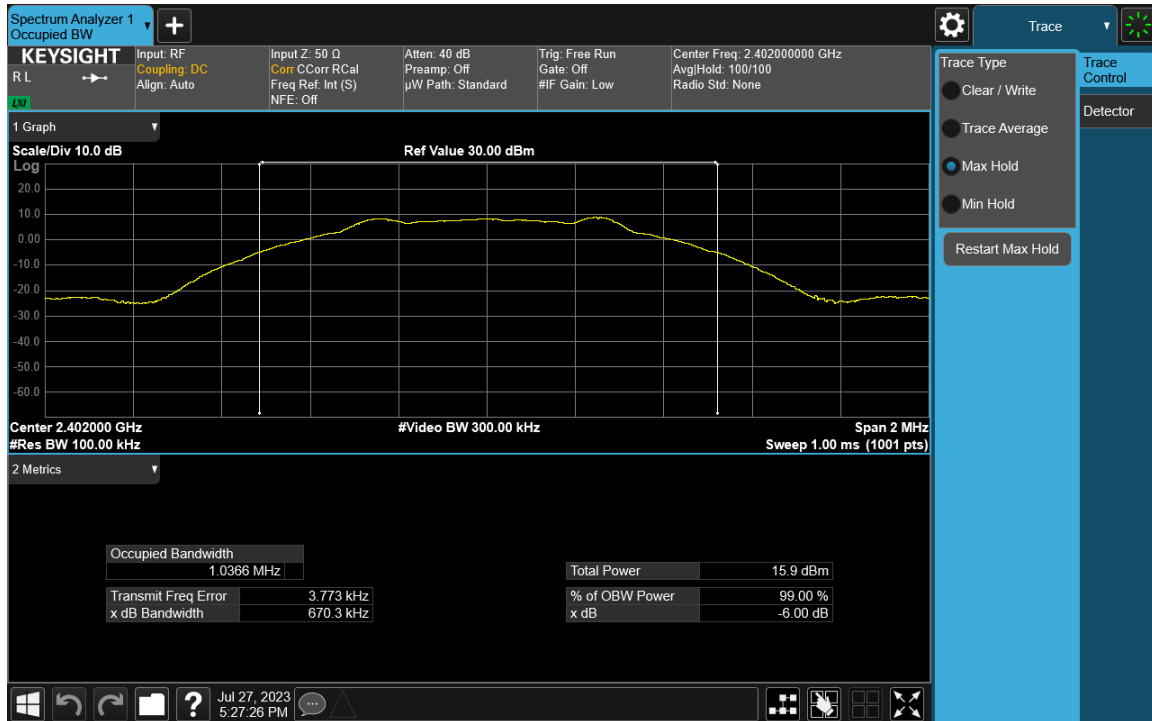 Spectrum Analyzer 1
Occupied BW
▼
+
Trace
▼
KEYSIGHT
R L
LXI
Input: RF
Coupling: DC
Align: Auto
Input Z: 50 Ω
Corr CCorr RCal
Freq Ref: Int (S)
NFE: Off
Atten: 40 dB
Preamp: Off
µW Path: Standard
Trig: Free Run
Gate: Off
#IF Gain: Low
Center Freq: 2.402000000 GHz
Avg|Hold: 100/100
Radio Std: None
Trace Type
Clear / Write
Trace Average
Max Hold
Min Hold
Restart Max Hold
Trace
Control
Detector
1 Graph ▼
Scale/Div 10.0 dB Ref Value 30.00 dBm
Log
20.0
10.0
0.00
-10.0
-20.0
-30.0
-40.0
-50.0
-60.0
Center 2.402000 GHz #Video BW 300.00 kHz Span 2 MHz
#Res BW 100.00 kHz Sweep 1.00 ms (1001 pts)
2 Metrics ▼
Occupied Bandwidth
1.0366 MHz
Total Power 15.9 dBm
Transmit Freq Error 3.773 kHz
% of OBW Power 99.00 %
x dB Bandwidth 670.3 kHz
x dB -6.00 dB
?
Jul 27, 2023
5:27:26 PM